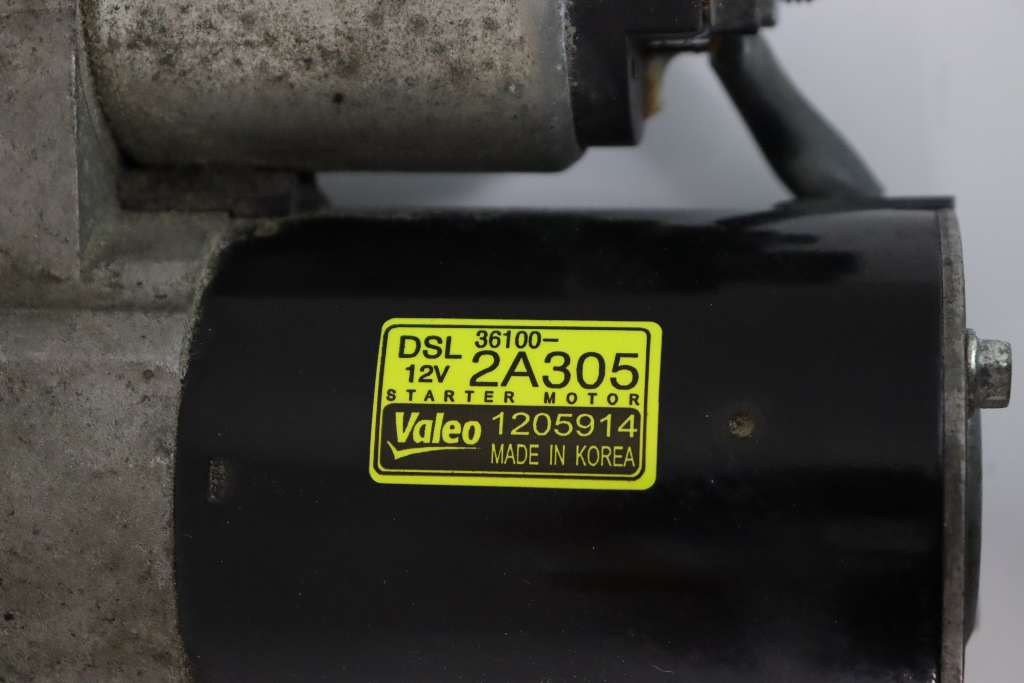 DSL 36100-
12V 2A305
STARTER MOTOR
Valeo 1205914
MADE IN KOREA